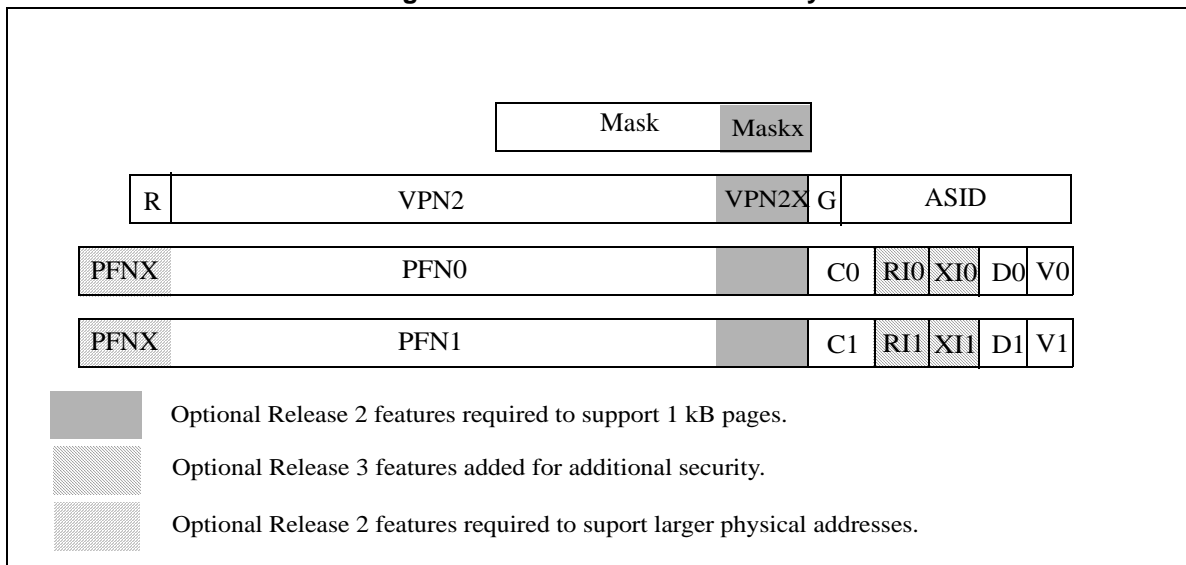 Mask Maskx
R VPN2 VPN2X G ASID
PFNX PFN0 C0 RI0 XI0 D0 V0
PFNX PFN1 C1 RI1 XI1 D1 V1
Optional Release 2 features required to support 1 kB pages.
Optional Release 3 features added for additional security.
Optional Release 2 features required to suport larger physical addresses.